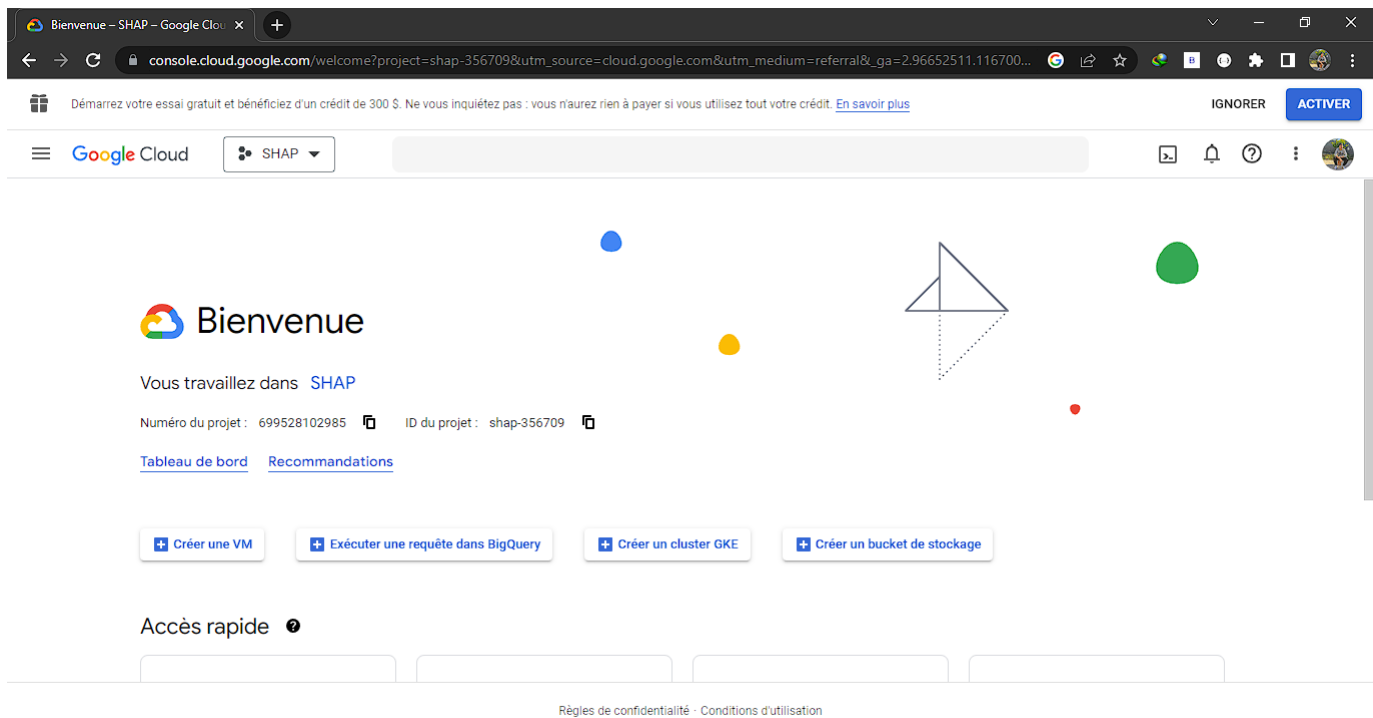 Bienvenue – SHAP – Google Clou
console.cloud.google.com/welcome?project=shap-356709&utm_source=cloud.google.com&utm_medium=referral&_ga=2.96652511.116700...
Démarrez votre essai gratuit et bénéficiez d'un crédit de 300 $. Ne vous inquiétez pas : vous n'aurez rien à payer si vous utilisez tout votre crédit. En savoir plus
IGNORER
ACTIVER
Google Cloud
SHAP
Bienvenue
Vous travaillez dans SHAP
Numéro du projet : 699528102985 ID du projet : shap-356709
Tableau de bord Recommandations
Créer une VM
Exécuter une requête dans BigQuery
Créer un cluster GKE
Créer un bucket de stockage
Accès rapide
Règles de confidentialité · Conditions d'utilisation